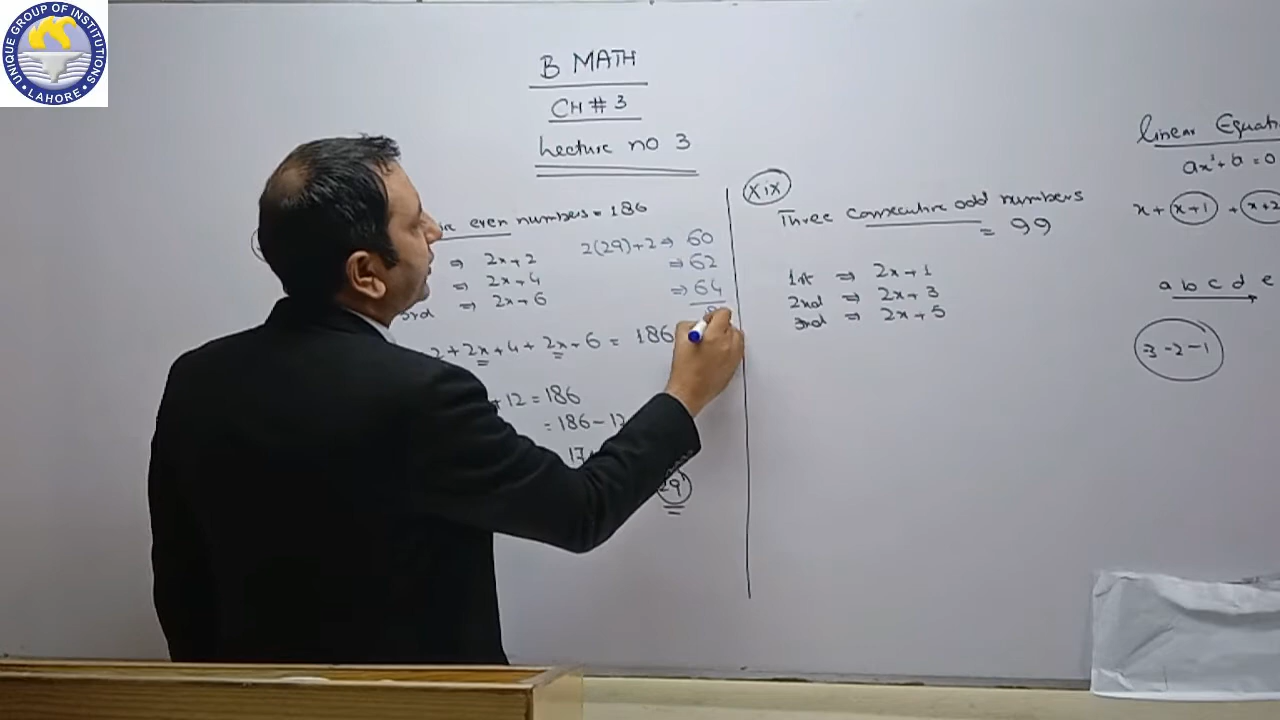 UNIQUE GROUP OF INSTITUTIONS
• LAHORE •
B MATH
CH # 3
Lecture no 3
even numbers = 186
⇒ 2x+2
⇒ 2x+4
3rd ⇒ 2x+6
2(29)+2 ⇒ 60
⇒ 62
⇒ 64
2+2x+4+2x+6 = 186
+12 = 186
= 186-
29
xix
Three consecutive odd numbers
= 99
1st ⇒ 2x+1
2nd ⇒ 2x+3
3rd ⇒ 2x+5
linear Equati
ax¹+b = 0
x + x+1 + x+2
a b c d e
-3 -2 -1